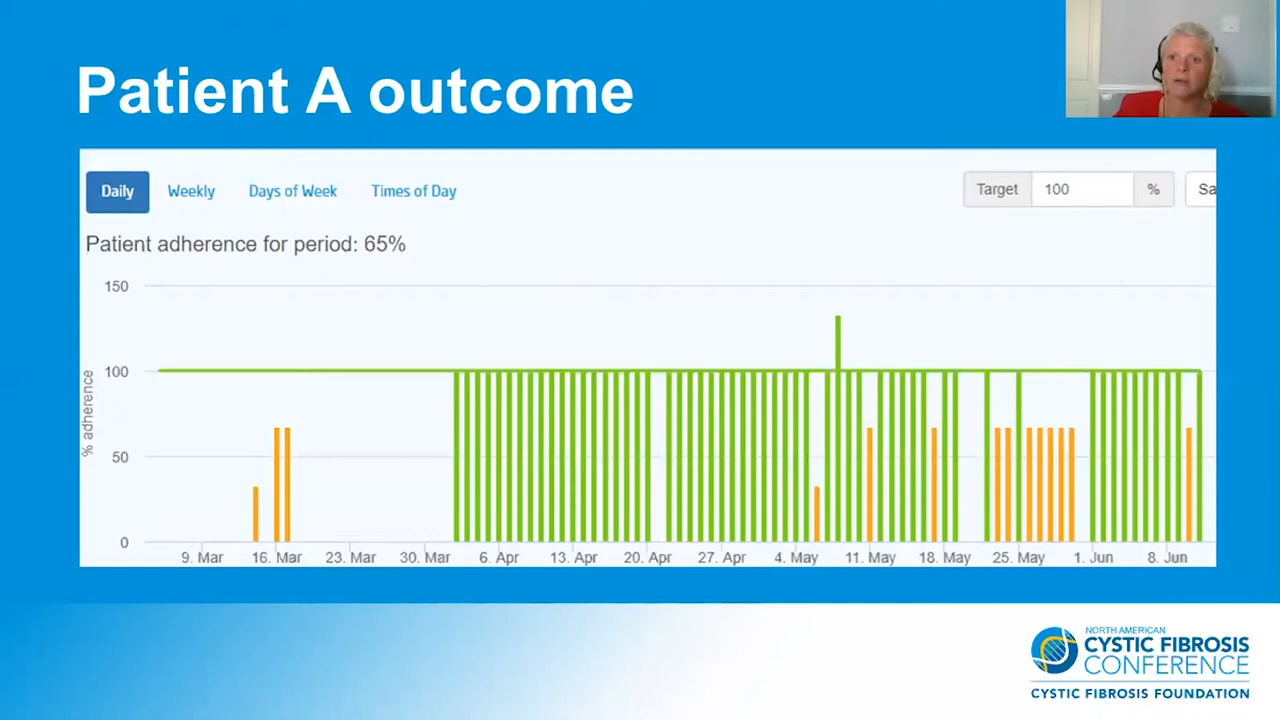 Patient A outcome
Daily Weekly Days of Week Times of Day Target 100 % Sa
Patient adherence for period: 65%
150
100
50
0
% adherence
9. Mar 16. Mar 23. Mar 30. Mar 6. Apr 13. Apr 20. Apr 27. Apr 4. May 11. May 18. May 25. May 1. Jun 8. Jun
NORTH AMERICAN
CYSTIC FIBROSIS
CONFERENCE
CYSTIC FIBROSIS FOUNDATION